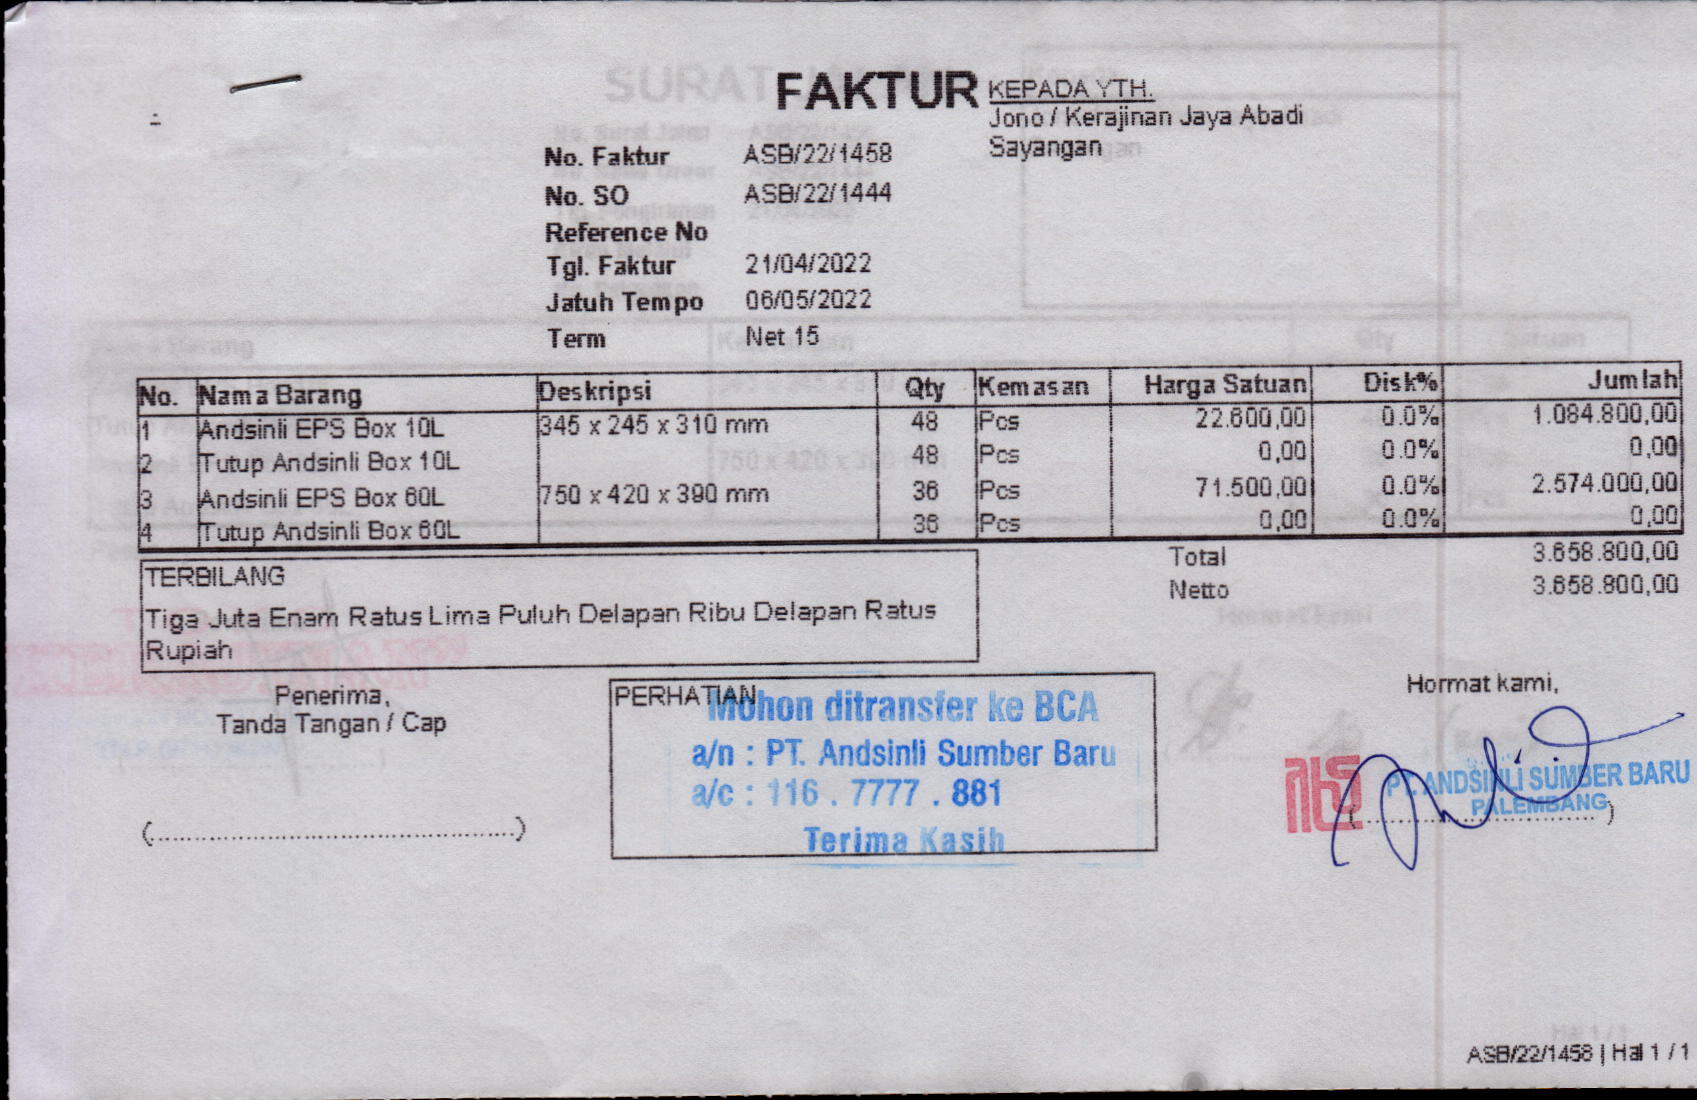 FAKTUR
KEPADA YTH.
Jono / Kerajinan Jaya Abadi
Sayangan
No. Faktur ASB/22/1458
No. SO ASB/22/1444
Reference No
Tgl. Faktur 21/04/2022
Jatuh Tempo 06/05/2022
Term Net 15
No. Nama Barang Deskripsi Qty Kemasan Harga Satuan Disk% Jumlah
1 Andsinli EPS Box 10L 345 x 245 x 310 mm 48 Pcs 22.600,00 0.0% 1.084.800,00
2 Tutup Andsinli Box 10L 48 Pcs 0,00 0.0% 0,00
3 Andsinli EPS Box 60L 750 x 420 x 390 mm 36 Pcs 71.500,00 0.0% 2.574.000,00
4 Tutup Andsinli Box 60L 36 Pcs 0,00 0.0% 0,00
Total 3.658.800,00
Netto 3.658.800,00
TERBILANG
Tiga Juta Enam Ratus Lima Puluh Delapan Ribu Delapan Ratus
Rupiah
Penerima,
Tanda Tangan / Cap
(...............................................)
PERHATIAN
Mohon ditransfer ke BCA
a/n : PT. Andsinli Sumber Baru
a/c : 116 . 7777 . 881
Terima Kasih
Hormat kami,
PT. ANDSINLI SUMBER BARU
PALEMBANG
(...............................)
ASB/22/1458 | Hal 1 / 1